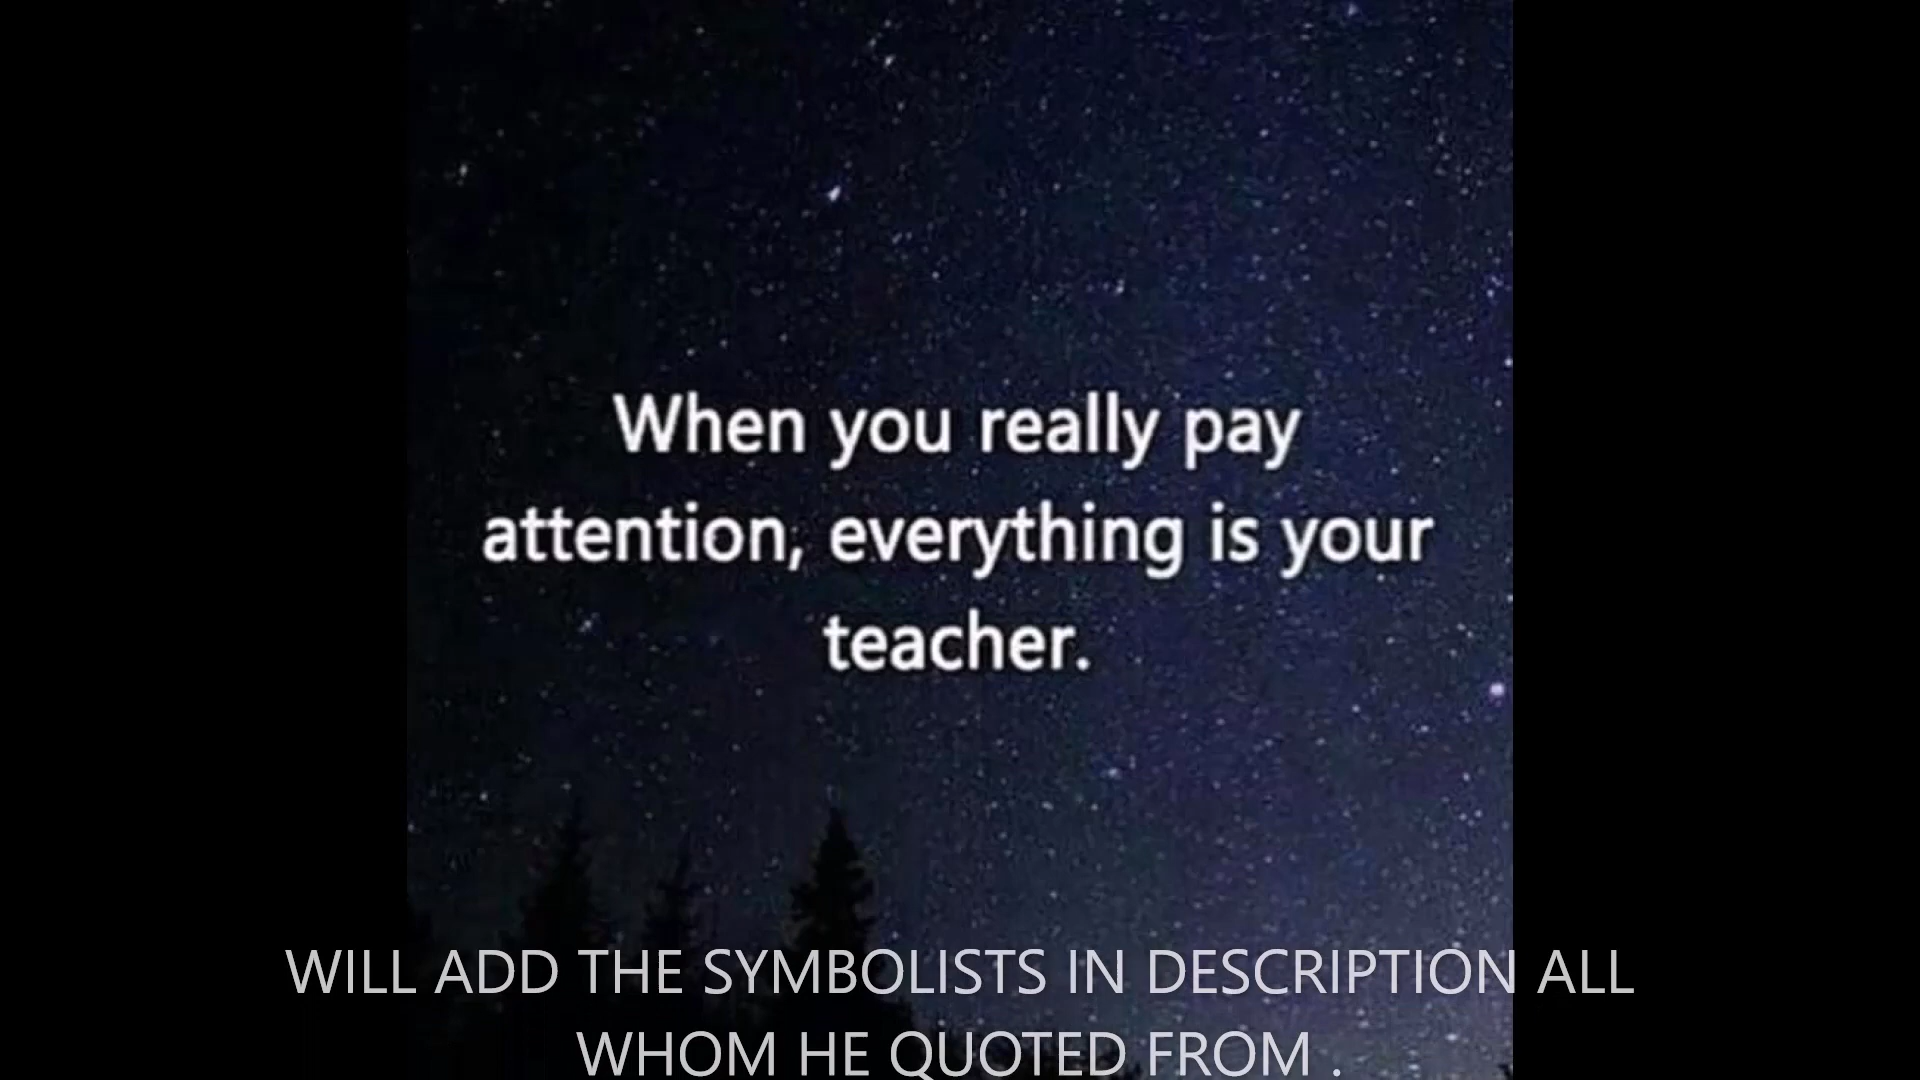 When you really pay
attention, everything is your
teacher.
WILL ADD THE SYMBOLISTS IN DESCRIPTION ALL
WHOM HE QUOTED FROM .